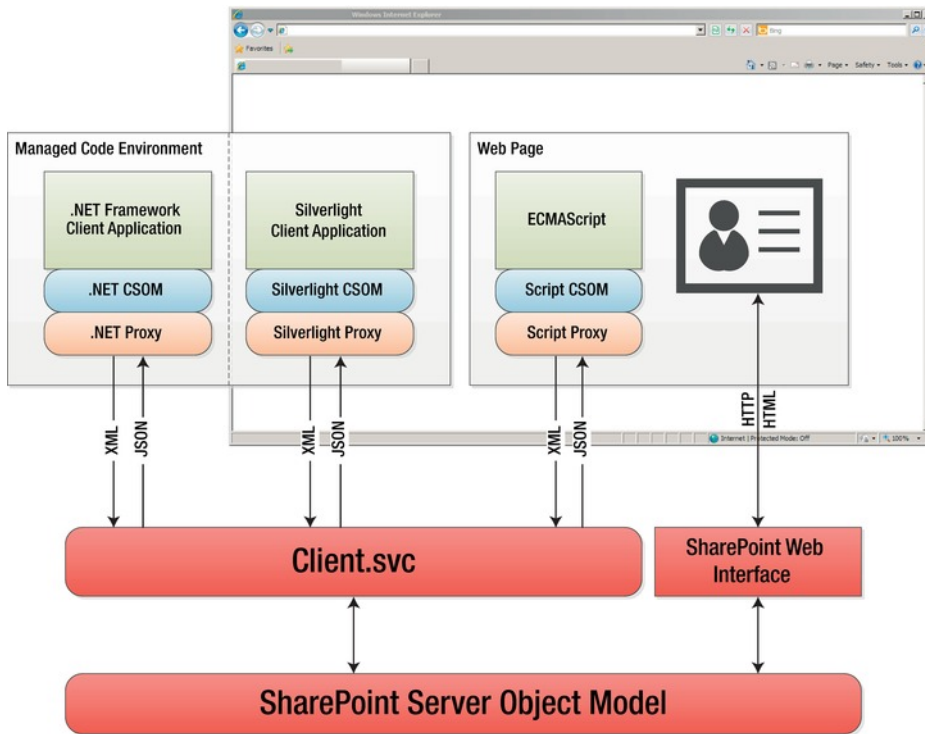 Windows Internet Explorer
Bing
Favorites
Page Safety Tools
Managed Code Environment
Web Page
.NET Framework
Client Application
Silverlight
Client Application
ECMAScript
.NET CSOM
Silverlight CSOM
Script CSOM
.NET Proxy
Silverlight Proxy
Script Proxy
XML
JSON
XML
JSON
XML
JSON
HTTP
HTML
Internet | Protected Mode: Off
100%
Client.svc
SharePoint Web
Interface
SharePoint Server Object Model